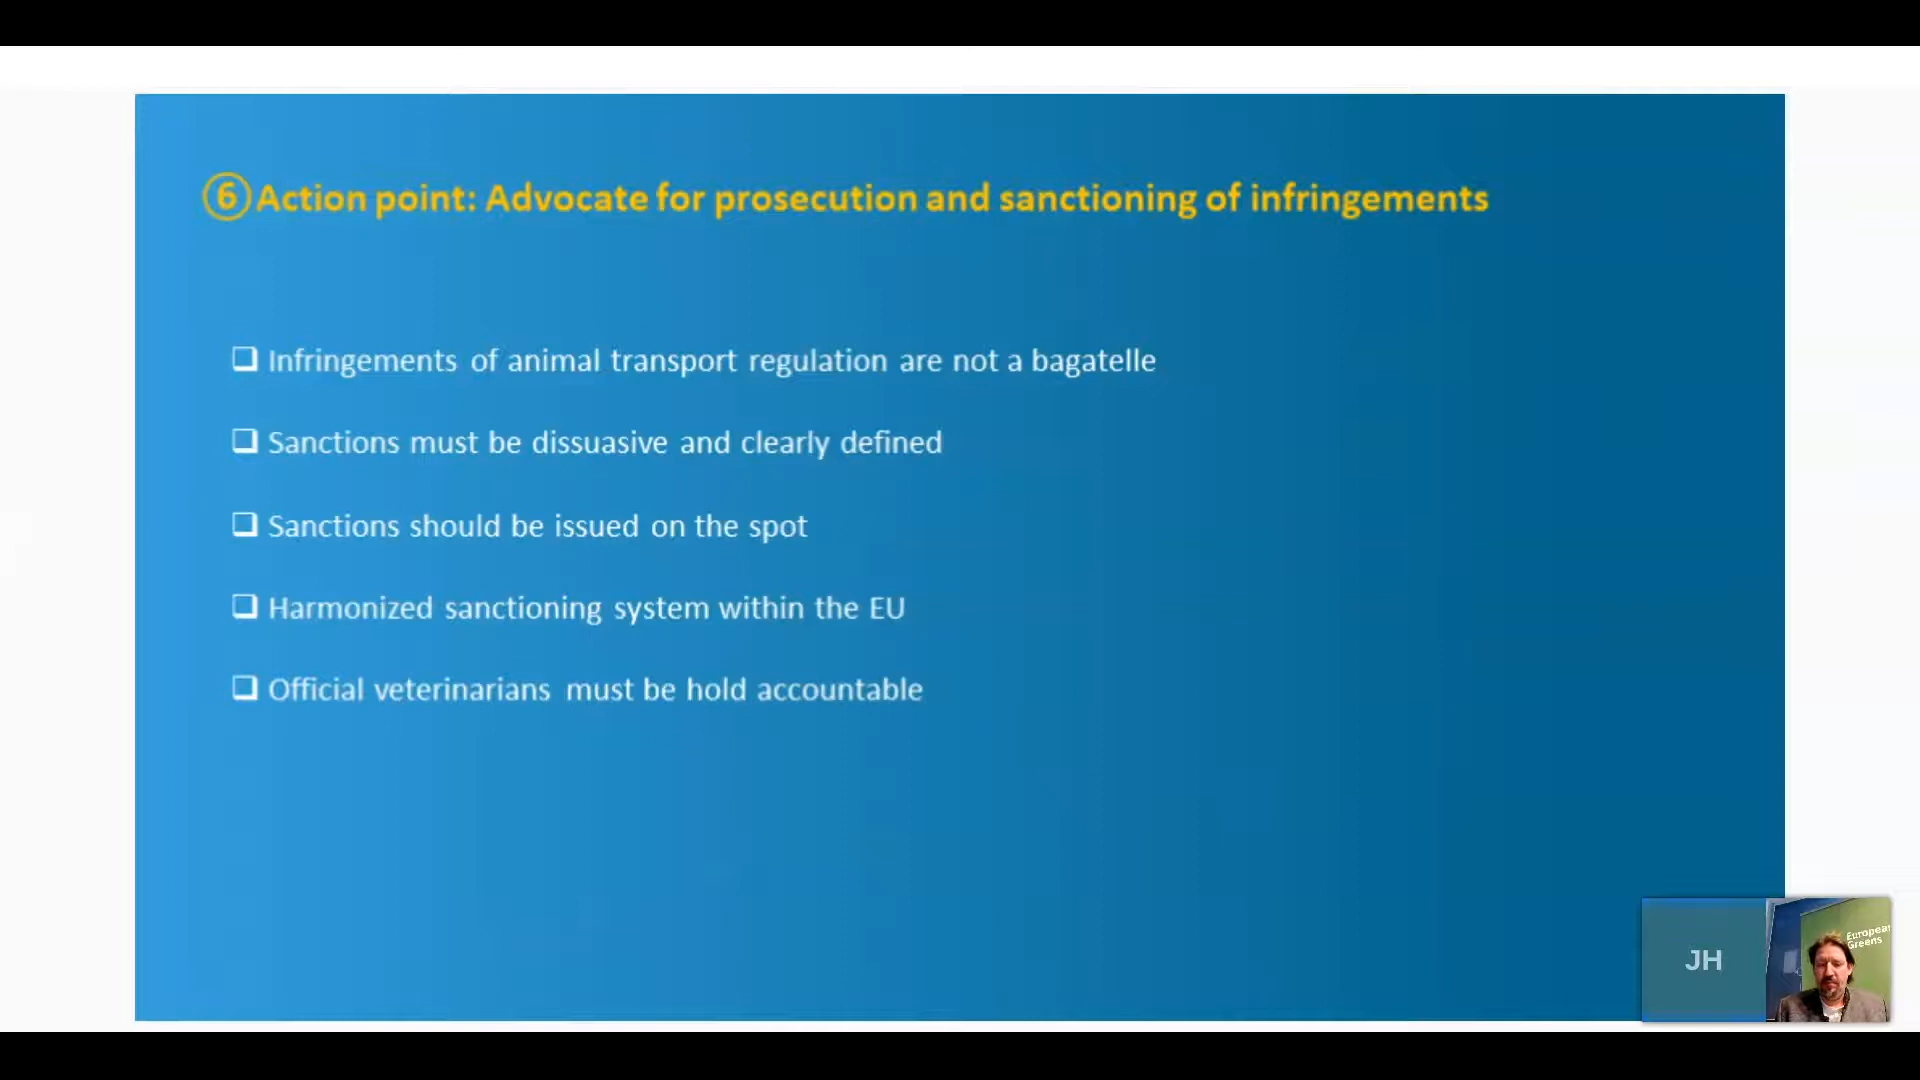 ⑥Action point: Advocate for prosecution and sanctioning of infringements
❑ Infringements of animal transport regulation are not a bagatelle
❑ Sanctions must be dissuasive and clearly defined
❑ Sanctions should be issued on the spot
❑ Harmonized sanctioning system within the EU
❑ Official veterinarians must be hold accountable
JH
European
Greens